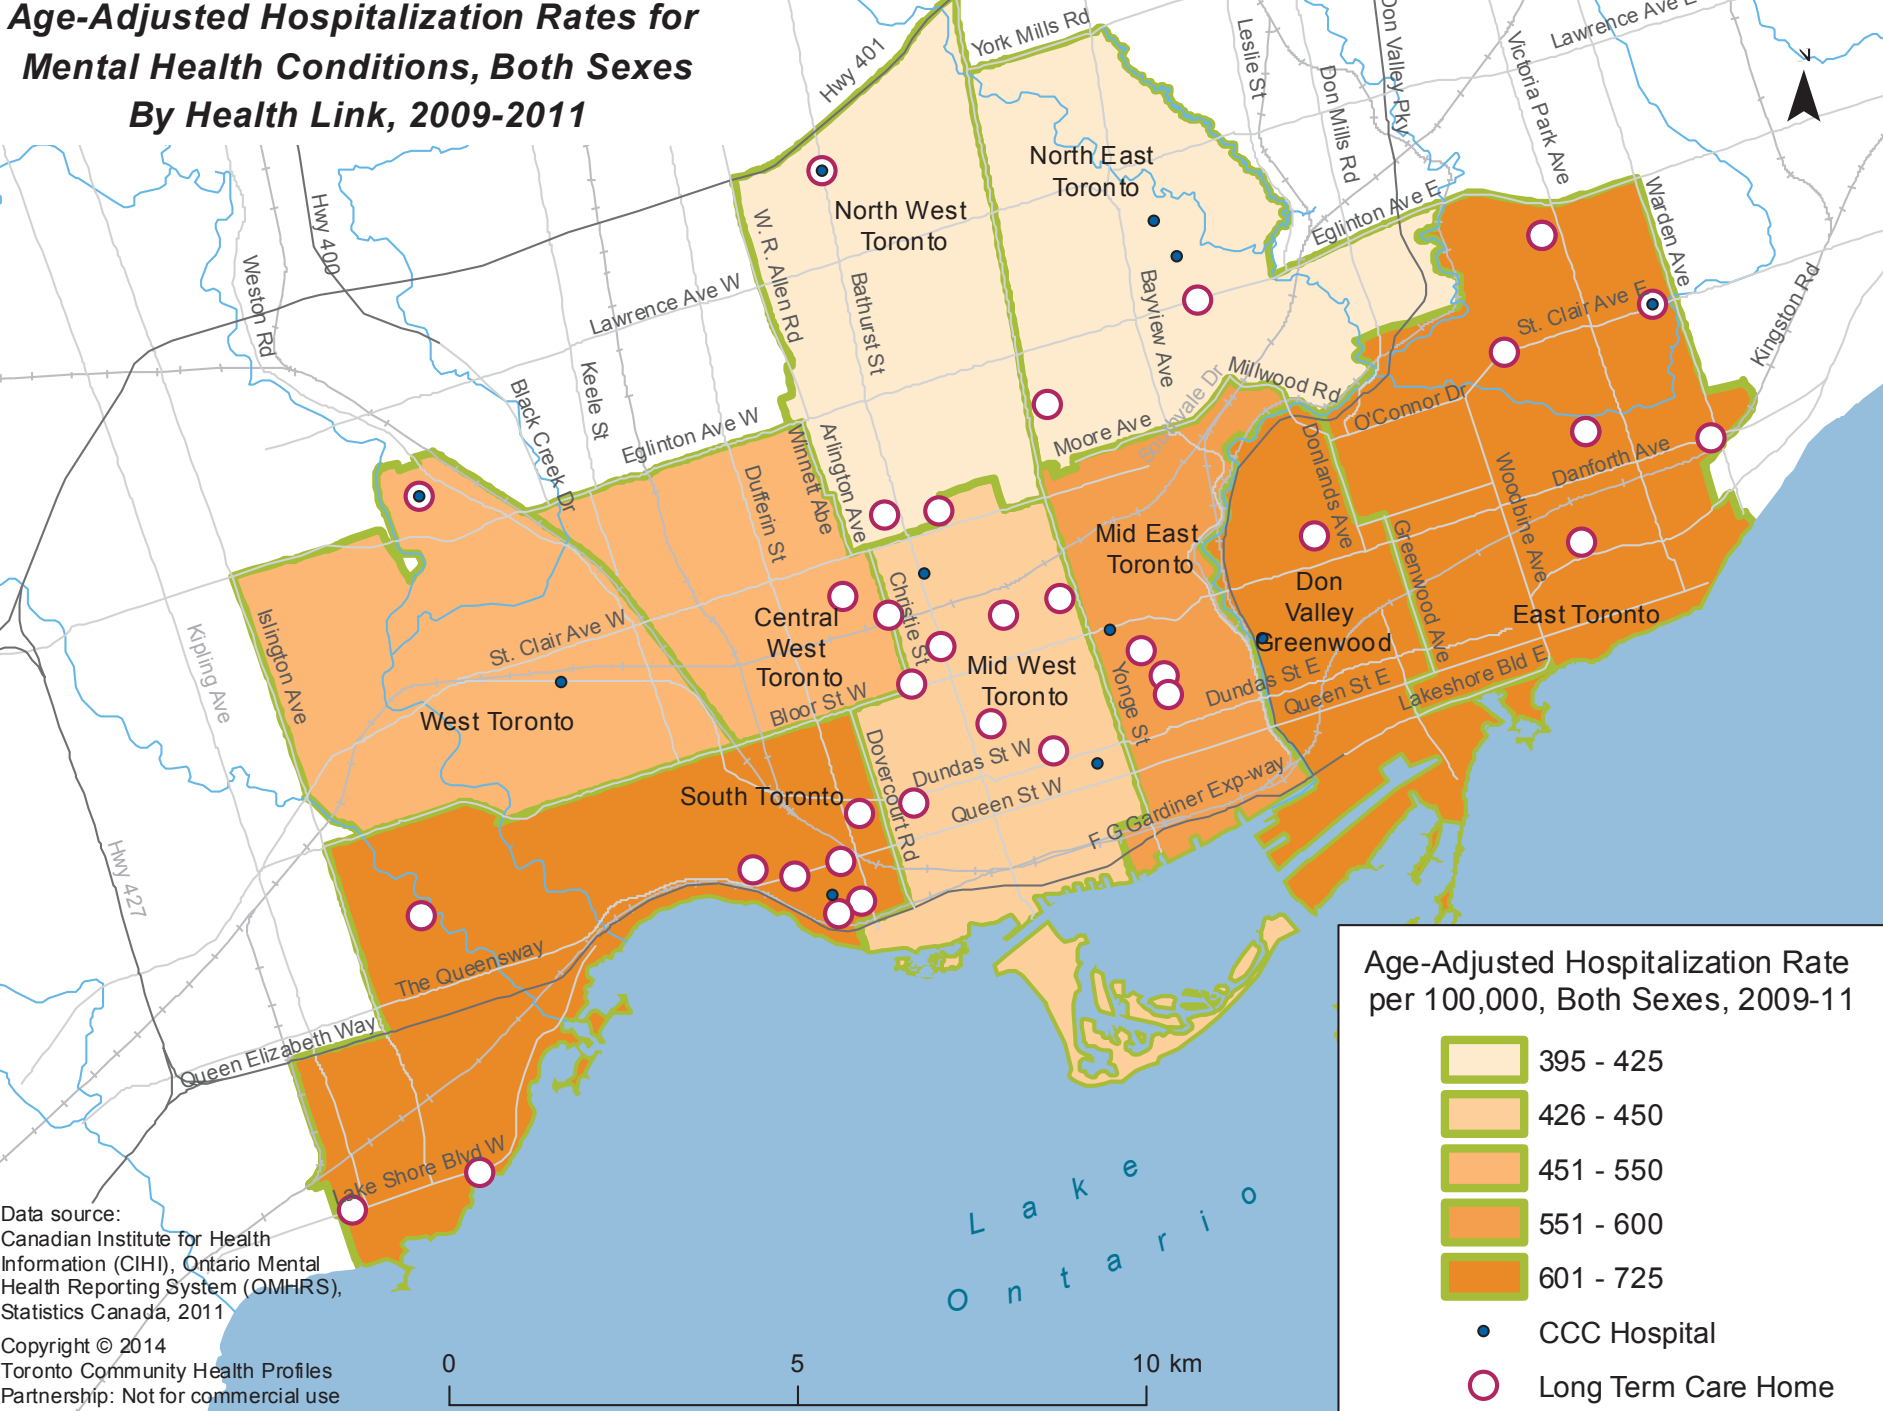 Age-Adjusted Hospitalization Rates for
Mental Health Conditions, Both Sexes
By Health Link, 2009-2011
Hwy 401
York Mills Rd
Leslie St
Don Mills Rd
Don Valley Pky
Victoria Park Ave
Lawrence Ave E
N
North East
Toronto
North West
Toronto
Eglinton Ave E
Warden Ave
Kingston Rd
Hwy 400
Weston Rd
W. R. Allen Rd
Bathurst St
Bayview Ave
St. Clair Ave E
Lawrence Ave W
Keele St
Black Creek Dr
Eglinton Ave W
Millwood Rd
Southvale Dr
O'Connor Dr
Moore Ave
Winnett Abe
Arlington Ave
Dufferin St
Donlands Ave
Woodbine Ave
Danforth Ave
Greenwood Ave
Mid East
Toronto
Don
Valley
Greenwood
East Toronto
Christie St
Central
West
Toronto
Islington Ave
Kipling Ave
St. Clair Ave W
Mid West
Toronto
Yonge St
Dundas St E
Queen St E
Lakeshore Bld E
West Toronto
Bloor St W
Dovercourt Rd
Dundas St W
Queen St W
F G Gardiner Exp-way
South Toronto
Hwy 427
The Queensway
Queen Elizabeth Way
Lake Shore Blvd W
Lake
Ontario
Age-Adjusted Hospitalization Rate
per 100,000, Both Sexes, 2009-11
395 - 425
426 - 450
451 - 550
551 - 600
601 - 725
CCC Hospital
Long Term Care Home
Data source:
Canadian Institute for Health
Information (CIHI), Ontario Mental
Health Reporting System (OMHRS),
Statistics Canada, 2011
Copyright © 2014
Toronto Community Health Profiles
Partnership: Not for commercial use
0 5 10 km